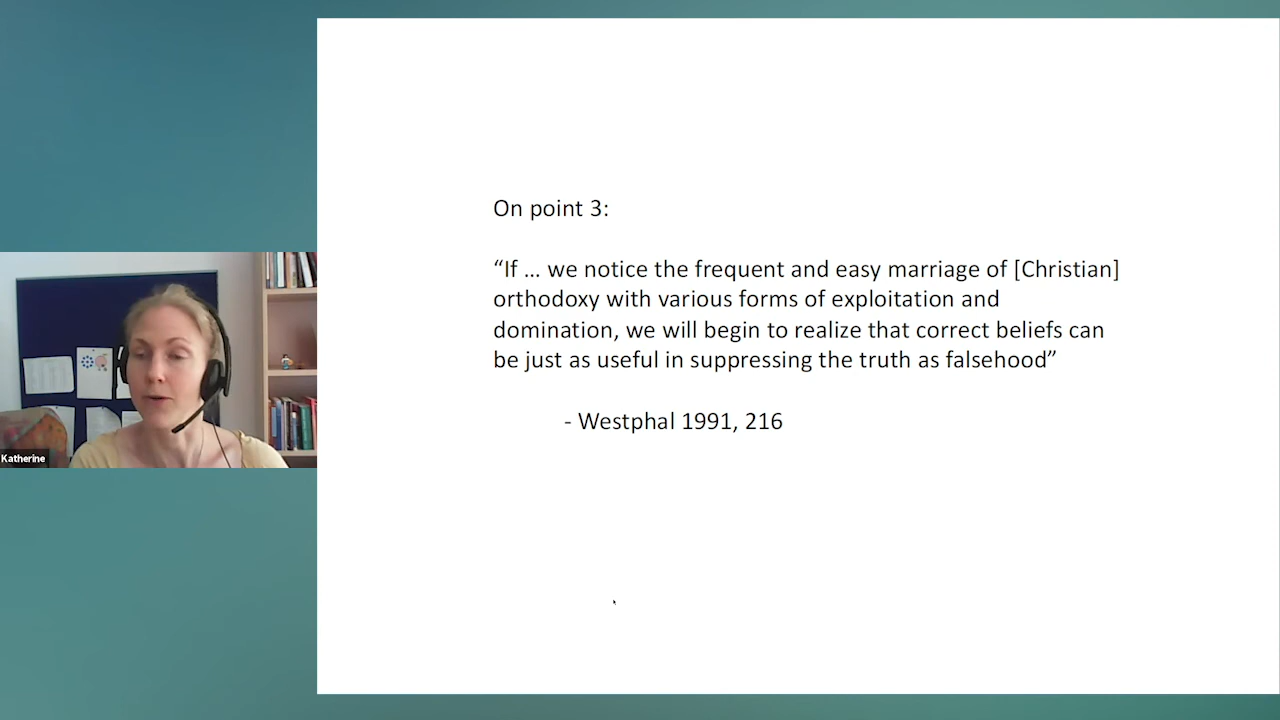 On point 3:
“If … we notice the frequent and easy marriage of [Christian]
orthodoxy with various forms of exploitation and
domination, we will begin to realize that correct beliefs can
be just as useful in suppressing the truth as falsehood”
- Westphal 1991, 216
Katherine